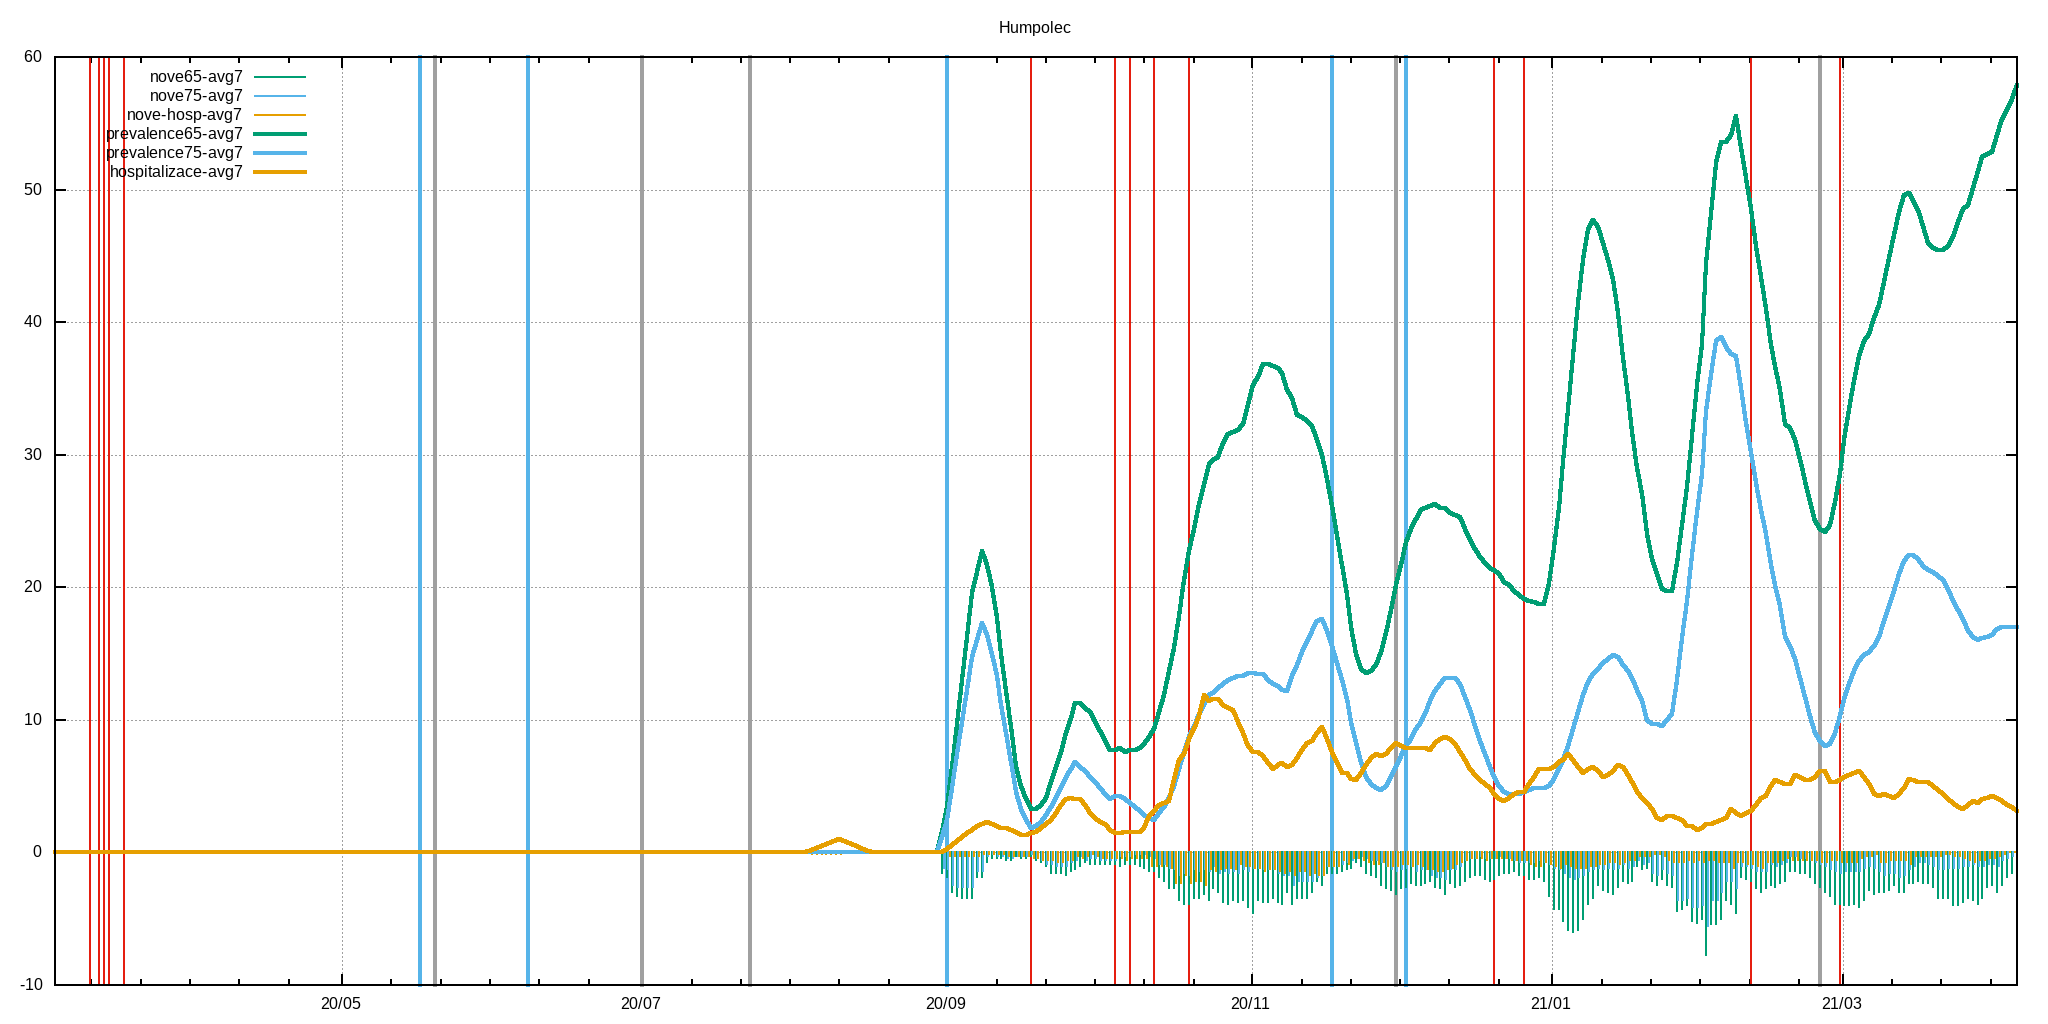 Humpolec
60
50
40
30
20
10
0
-10
nove65-avg7
nove75-avg7
nove-hosp-avg7
prevalence65-avg7
prevalence75-avg7
hospitalizace-avg7
20/05 20/07 20/09 20/11 21/01 21/03